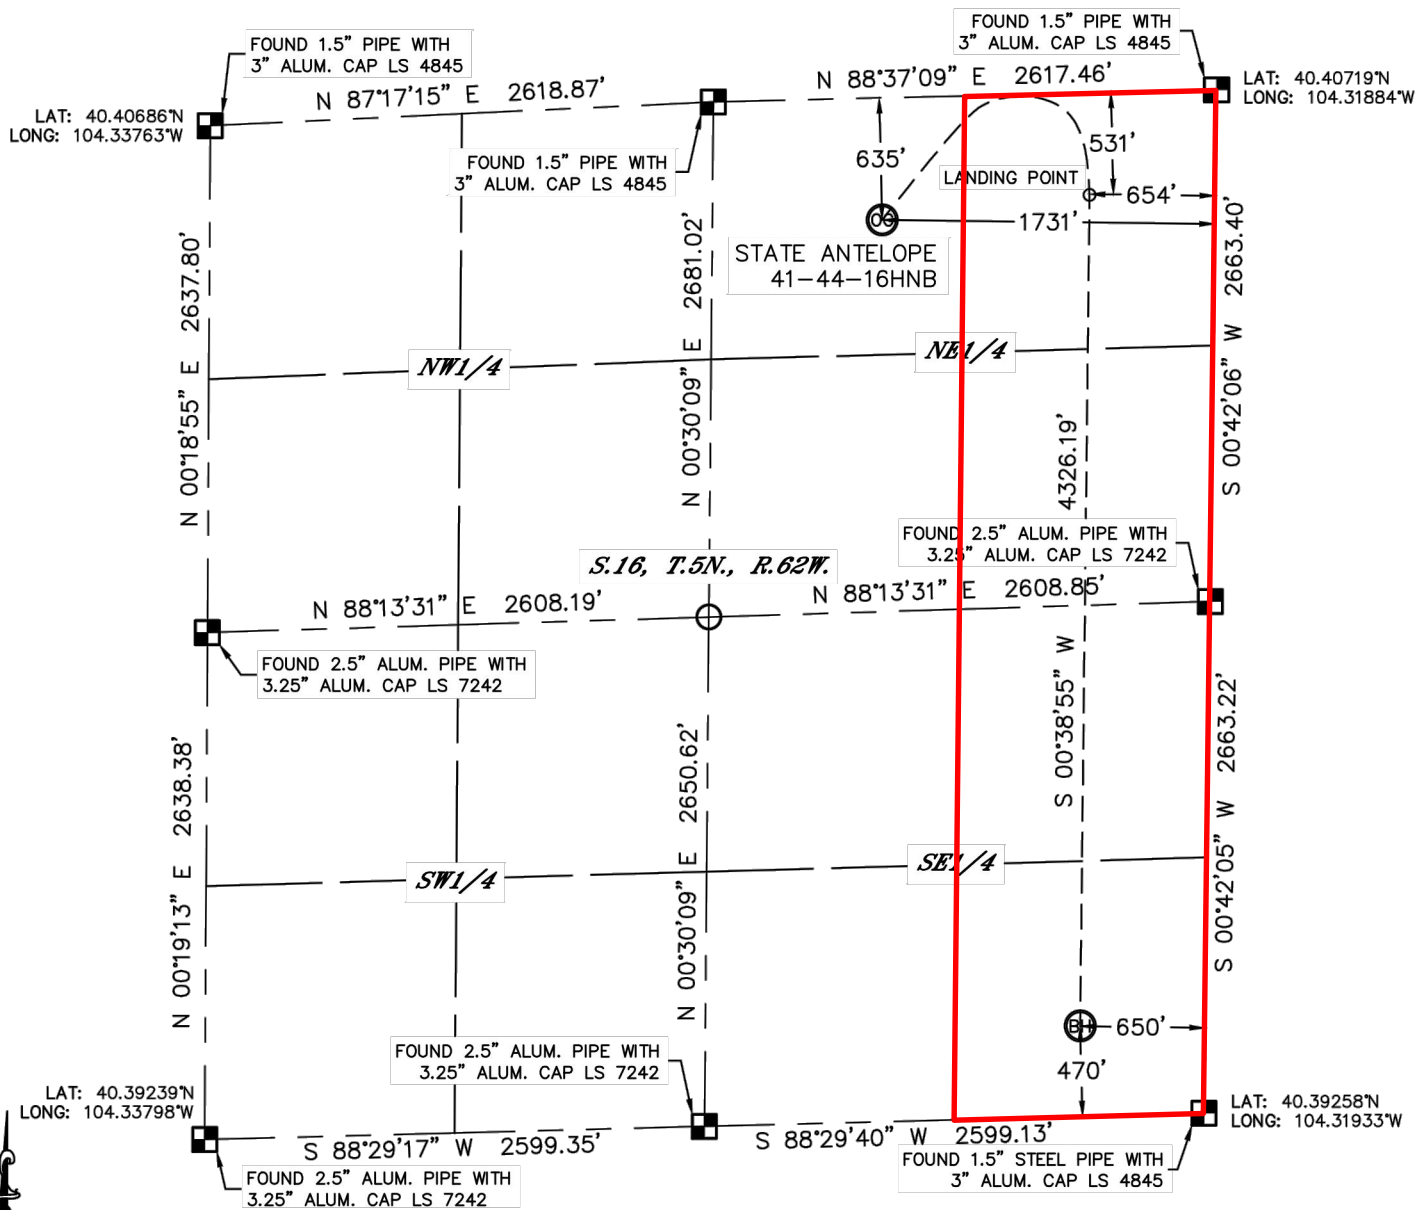 FOUND 1.5" PIPE WITH
3" ALUM. CAP LS 4845
FOUND 1.5" PIPE WITH
3" ALUM. CAP LS 4845
LAT: 40.40686°N
LONG: 104.33763°W
N 87°17'15" E 2618.87'
N 88°37'09" E 2617.46'
LAT: 40.40719°N
LONG: 104.31884°W
FOUND 1.5" PIPE WITH
3" ALUM. CAP LS 4845
635'
531'
LANDING POINT
654'
OG
1731'
STATE ANTELOPE
41-44-16HNB
N 00°18'55" E 2637.80'
N 00°30'09" E 2681.02'
S 00°42'06" W 2663.40'
NW1/4
NE1/4
4326.19'
S 00°38'55" W
FOUND 2.5" ALUM. PIPE WITH
3.25" ALUM. CAP LS 7242
S.16, T.5N., R.62W.
N 88°13'31" E 2608.19'
N 88°13'31" E 2608.85'
FOUND 2.5" ALUM. PIPE WITH
3.25" ALUM. CAP LS 7242
N 00°19'13" E 2638.38'
N 00°30'09" E 2650.62'
S 00°42'05" W 2663.22'
SW1/4
SE1/4
BH
650'
470'
FOUND 2.5" ALUM. PIPE WITH
3.25" ALUM. CAP LS 7242
LAT: 40.39239°N
LONG: 104.33798°W
LAT: 40.39258°N
LONG: 104.31933°W
S 88°29'17" W 2599.35'
S 88°29'40" W 2599.13'
FOUND 1.5" STEEL PIPE WITH
3" ALUM. CAP LS 4845
FOUND 2.5" ALUM. PIPE WITH
3.25" ALUM. CAP LS 7242